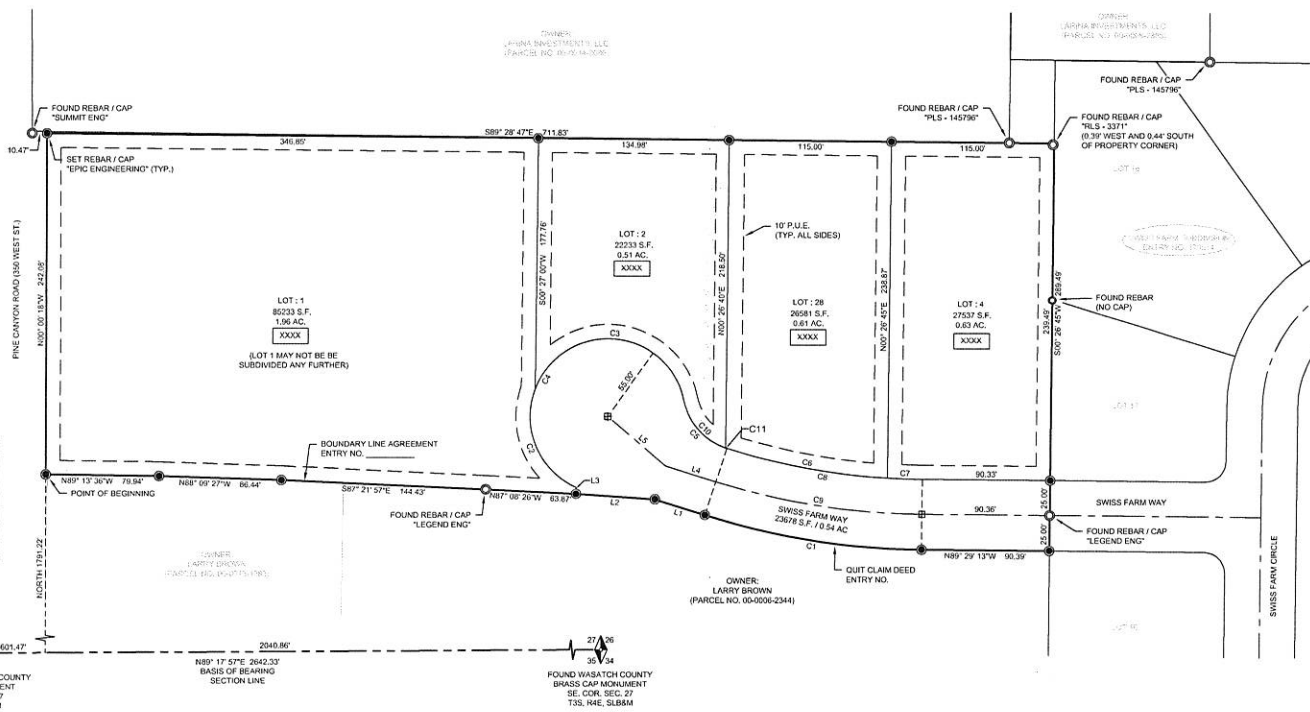 OWNER:
LARINA INVESTMENTS, LLC
OWNER:
LARINA INVESTMENTS, LLC
FOUND REBAR / CAP
"SUMMIT ENG"
10.47'
SET REBAR / CAP
"EPIC ENGINEERING" (TYP.)
S89° 28' 47"E 711.83'
346.85'
134.98'
115.00'
115.00'
FOUND REBAR / CAP
"PLS - 145796"
FOUND REBAR / CAP
"PLS - 145796"
FOUND REBAR / CAP
"RLS - 3371"
(0.39' WEST AND 0.44' SOUTH
OF PROPERTY CORNER)
PINE CANYON ROAD (350 WEST ST.)
N00° 00' 18"W 242.06'
LOT : 1
85233 S.F.
1.96 AC.
XXXX
(LOT 1 MAY NOT BE BE
SUBDIVIDED ANY FURTHER)
S00° 27' 00"W 177.76'
LOT : 2
22233 S.F.
0.51 AC.
XXXX
N00° 26' 40"E 218.50'
10' P.U.E.
(TYP. ALL SIDES)
LOT : 28
26581 S.F.
0.61 AC.
XXXX
N00° 26' 45"E 238.87'
LOT : 4
27537 S.F.
0.63 AC.
XXXX
239.49'
S00° 26' 45"W 289.49'
FOUND REBAR
(NO CAP)
C3
C4
55.00'
C2
C5
C10
C11
L5
L4
C6
C7
90.33'
C9
90.36'
L3
L2
L1
C1
SWISS FARM WAY
23678 S.F. / 0.54 AC
25.00'
25.00'
SWISS FARM WAY
FOUND REBAR / CAP
"LEGEND ENG"
BOUNDARY LINE AGREEMENT
ENTRY NO.
N89° 13' 36"W 79.94'
N88° 09' 27"W 86.44'
S87° 21' 57"E 144.43'
N87° 08' 26"W 63.87'
POINT OF BEGINNING
FOUND REBAR / CAP
"LEGEND ENG"
N89° 29' 13"W 90.39'
QUIT CLAIM DEED
ENTRY NO.
OWNER:
LARRY BROWN
OWNER:
LARRY BROWN
(PARCEL NO. 00-0006-2344)
SWISS FARM CIRCLE
NORTH 1791.22'
601.47'
2040.86'
N89° 17' 57"E 2642.33'
BASIS OF BEARING
SECTION LINE
27 26
35 34
FOUND WASATCH COUNTY
BRASS CAP MONUMENT
SE. COR. SEC. 27
T3S, R4E, SLB&M
COUNTY